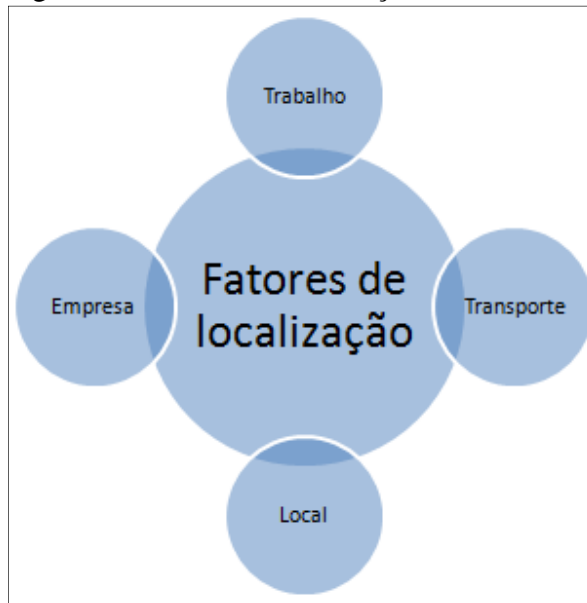 Trabalho
Empresa
Fatores de
localização
Transporte
Local